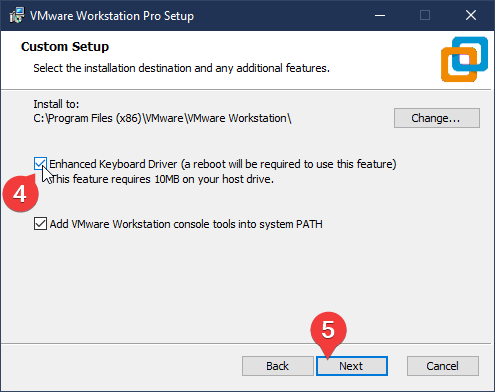 VMware Workstation Pro Setup
Custom Setup
Select the installation destination and any additional features.
Install to:
C:\Program Files (x86)\VMware\VMware Workstation\
Change...
Enhanced Keyboard Driver (a reboot will be required to use this feature)
This feature requires 10MB on your host drive.
4
Add VMware Workstation console tools into system PATH
5
Back
Next
Cancel